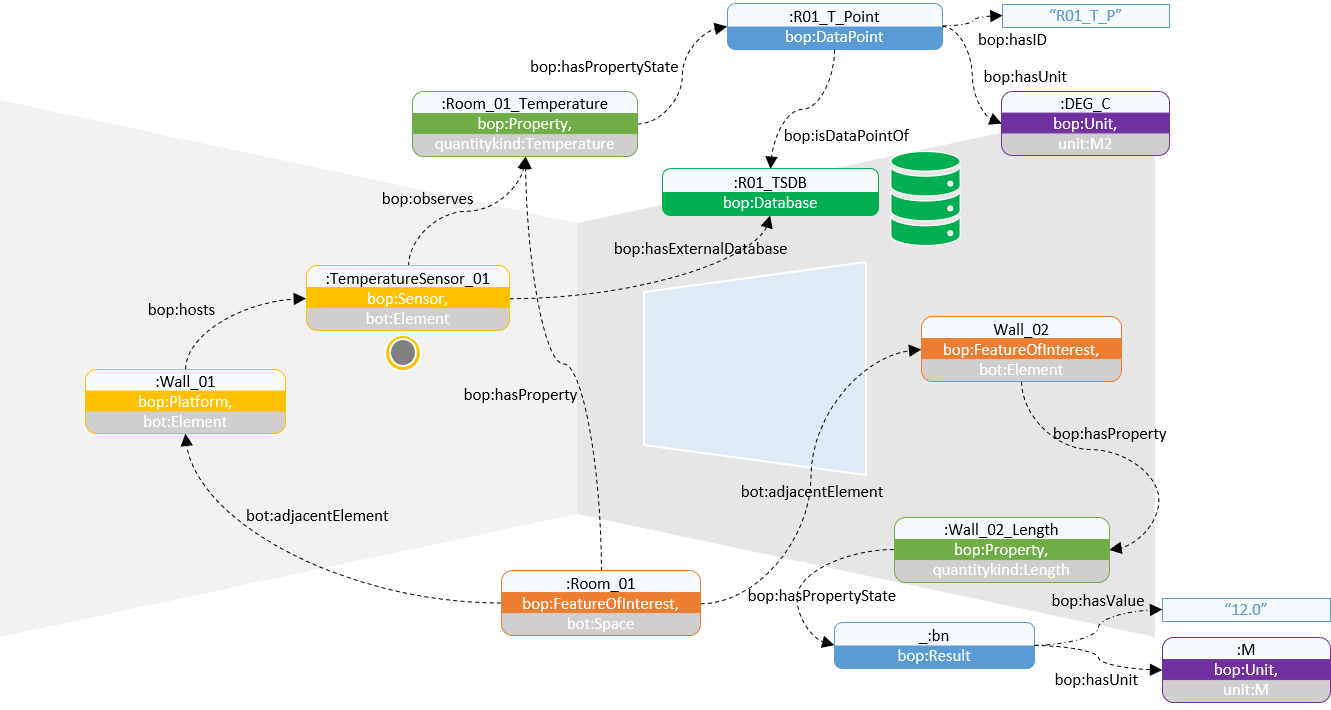 :R01_T_Point
bop:DataPoint
“R01_T_P”
bop:hasID
bop:hasPropertyState
bop:hasUnit
:Room_01_Temperature
bop:Property,
quantitykind:Temperature
:DEG_C
bop:Unit,
unit:M2
bop:isDataPointOf
:R01_TSDB
bop:Database
bop:observes
bop:hasExternalDatabase
:TemperatureSensor_01
bop:Sensor,
bot:Element
bop:hosts
Wall_02
bop:FeatureOfInterest,
bot:Element
:Wall_01
bop:Platform,
bot:Element
bop:hasProperty
bop:hasProperty
bot:adjacentElement
bot:adjacentElement
:Wall_02_Length
bop:Property,
quantitykind:Length
:Room_01
bop:FeatureOfInterest,
bot:Space
bop:hasPropertyState
bop:hasValue
“12.0”
_:bn
bop:Result
:M
bop:Unit,
unit:M
bop:hasUnit